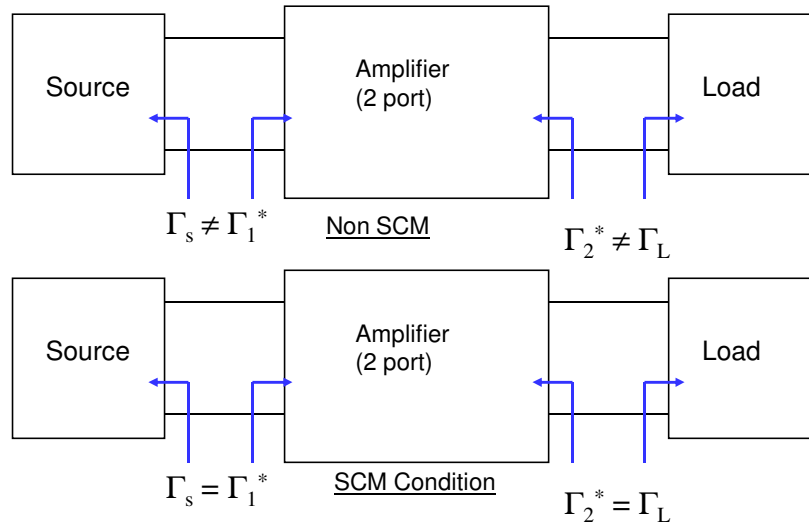 Source
Amplifier
(2 port)
Load
Γs ≠ Γ1*
Non SCM
Γ2* ≠ ΓL
Source
Amplifier
(2 port)
Load
Γs = Γ1*
SCM Condition
Γ2* = ΓL